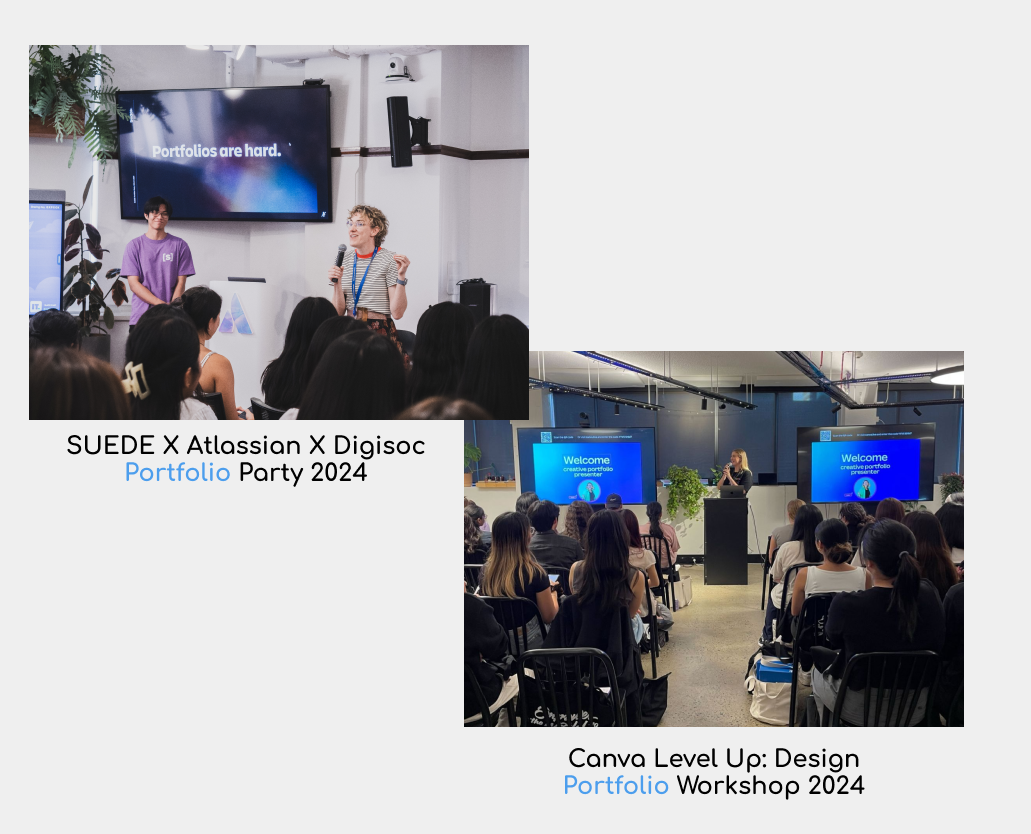 Portfolios are hard.
SUEDE X Atlassian X Digisoc
Portfolio Party 2024
Welcome
creative portfolio
presenter
Welcome
creative portfolio
presenter
Canva Level Up: Design
Portfolio Workshop 2024